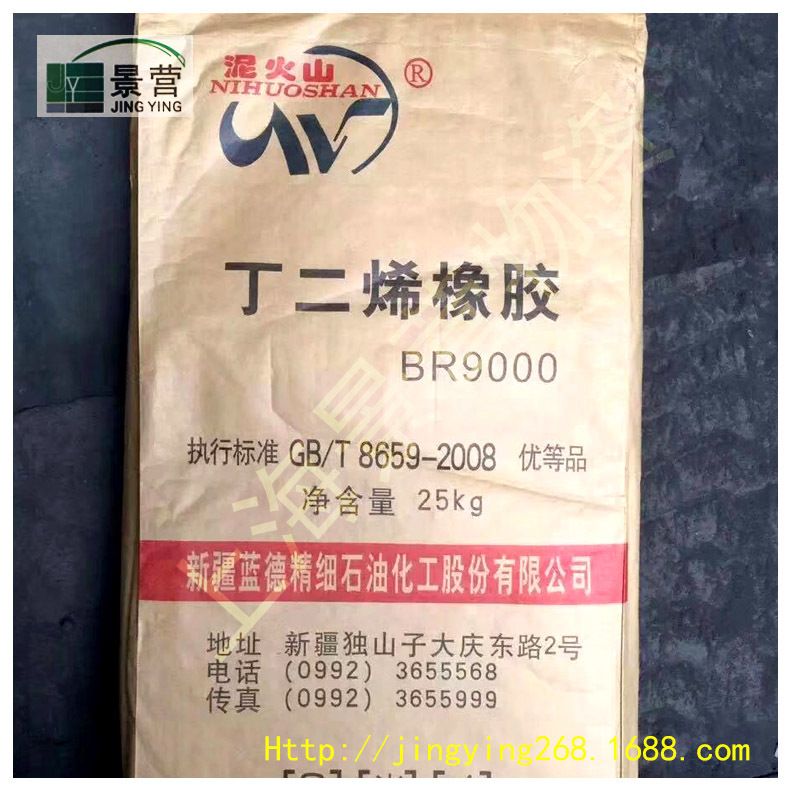 景营
JING YING
泥火山
NIHUOSHAN
®
丁二烯橡胶
BR9000
执行标准 GB/T 8659-2008 优等品
净含量 25kg
新疆蓝德精细石油化工股份有限公司
地址 新疆独山子大庆东路2号
电话 (0992) 3655568
传真 (0992) 3655999
Http://jingying268.1688.com